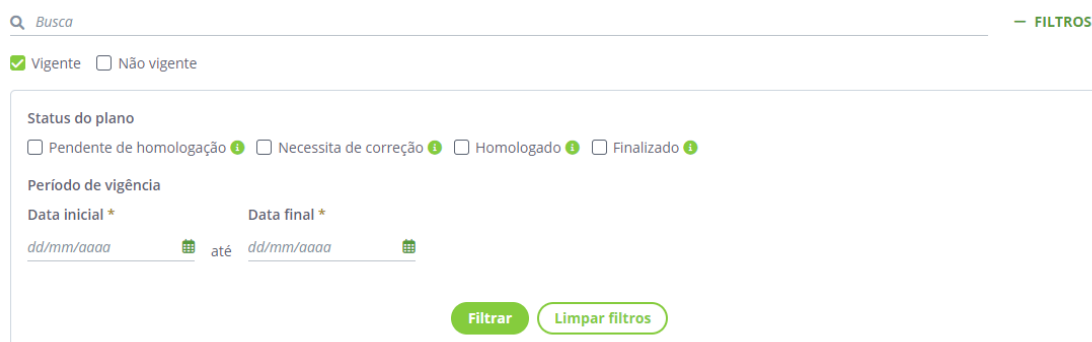 Busca
FILTROS
Vigente Não vigente
Status do plano
Pendente de homologação Necessita de correção Homologado Finalizado
Período de vigência
Data inicial * Data final *
dd/mm/aaaa até dd/mm/aaaa
Filtrar Limpar filtros